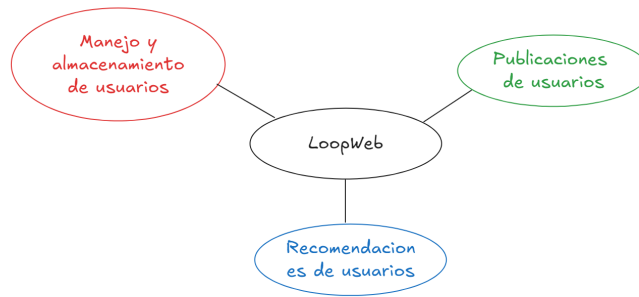 Manejo y
almacenamiento
de usuarios
Publicaciones
de usuarios
LoopWeb
Recomendacion
es de usuarios